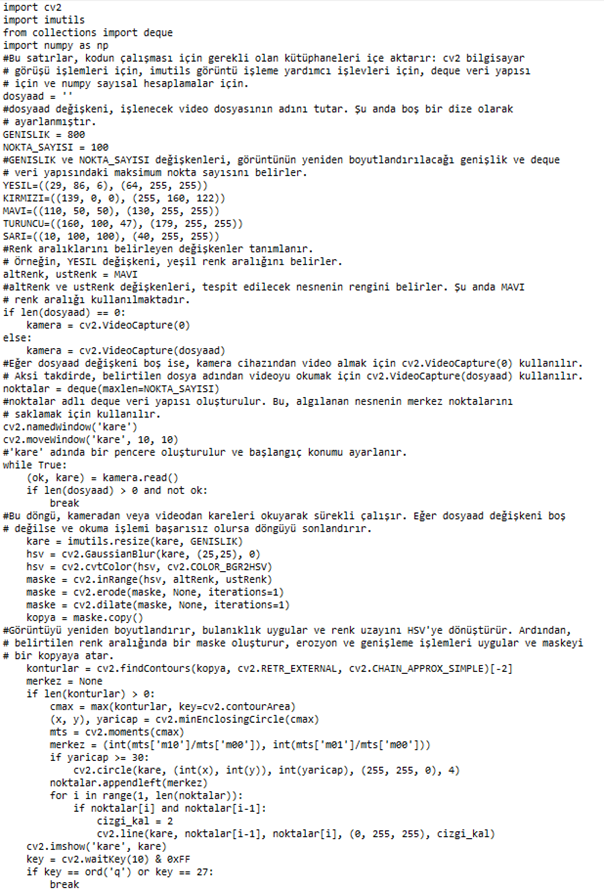 import cv2
import imutils
from collections import deque
import numpy as np
#Bu satırlar, kodun çalışması için gerekli olan kütüphaneleri içe aktarır: cv2 bilgisayar
# görüşü işlemleri için, imutils görüntü işleme yardımcı işlevleri için, deque veri yapısı
# için ve numpy sayısal hesaplamalar için.
dosyaad = ''
#dosyaad değişkeni, işlenecek video dosyasının adını tutar. Şu anda boş bir dize olarak
# ayarlanmıştır.
GENISLIK = 800
NOKTA_SAYISI = 100
#GENISLIK ve NOKTA_SAYISI değişkenleri, görüntünün yeniden boyutlandırılacağı genişlik ve deque
# veri yapısındaki maksimum nokta sayısını belirler.
YESIL=((29, 86, 6), (64, 255, 255))
KIRMIZI=((139, 0, 0), (255, 160, 122))
MAVI=((110, 50, 50), (130, 255, 255))
TURUNCU=((160, 100, 47), (179, 255, 255))
SARI=((10, 100, 100), (40, 255, 255))
#Renk aralıklarını belirleyen değişkenler tanımlanır.
# Örneğin, YESIL değişkeni, yeşil renk aralığını belirler.
altRenk, ustRenk = MAVI
#altRenk ve ustRenk değişkenleri, tespit edilecek nesnenin rengini belirler. Şu anda MAVI
# renk aralığı kullanılmaktadır.
if len(dosyaad) == 0:
    kamera = cv2.VideoCapture(0)
else:
    kamera = cv2.VideoCapture(dosyaad)
#Eğer dosyaad değişkeni boş ise, kamera cihazından video almak için cv2.VideoCapture(0) kullanılır.
# Aksi takdirde, belirtilen dosya adından videoyu okumak için cv2.VideoCapture(dosyaad) kullanılır.
noktalar = deque(maxlen=NOKTA_SAYISI)
#noktalar adlı deque veri yapısı oluşturulur. Bu, algılanan nesnenin merkez noktalarını
# saklamak için kullanılır.
cv2.namedWindow('kare')
cv2.moveWindow('kare', 10, 10)
#'kare' adında bir pencere oluşturulur ve başlangıç konumu ayarlanır.
while True:
    (ok, kare) = kamera.read()
    if len(dosyaad) > 0 and not ok:
        break
#Bu döngü, kameradan veya videodan kareleri okuyarak sürekli çalışır. Eğer dosyaad değişkeni boş
# değilse ve okuma işlemi başarısız olursa döngüyü sonlandırır.
    kare = imutils.resize(kare, GENISLIK)
    hsv = cv2.GaussianBlur(kare, (25,25), 0)
    hsv = cv2.cvtColor(hsv, cv2.COLOR_BGR2HSV)
    maske = cv2.inRange(hsv, altRenk, ustRenk)
    maske = cv2.erode(maske, None, iterations=1)
    maske = cv2.dilate(maske, None, iterations=1)
    kopya = maske.copy()
#Görüntüyü yeniden boyutlandırır, bulanıklık uygular ve renk uzayını HSV'ye dönüştürür. Ardından,
# belirtilen renk aralığında bir maske oluşturur, erozyon ve genişleme işlemleri uygular ve maskeyi
# bir kopyaya atar.
    konturlar = cv2.findContours(kopya, cv2.RETR_EXTERNAL, cv2.CHAIN_APPROX_SIMPLE)[-2]
    merkez = None
    if len(konturlar) > 0:
        cmax = max(konturlar, key=cv2.contourArea)
        (x, y), yaricap = cv2.minEnclosingCircle(cmax)
        mts = cv2.moments(cmax)
        merkez = (int(mts['m10']/mts['m00']), int(mts['m01']/mts['m00']))
        if yaricap >= 30:
            cv2.circle(kare, (int(x), int(y)), int(yaricap), (255, 255, 0), 4)
        noktalar.appendleft(merkez)
        for i in range(1, len(noktalar)):
            if noktalar[i] and noktalar[i-1]:
                cizgi_kal = 2
                cv2.line(kare, noktalar[i-1], noktalar[i], (0, 255, 255), cizgi_kal)
    cv2.imshow('kare', kare)
    key = cv2.waitKey(10) & 0xFF
    if key == ord('q') or key == 27:
        break